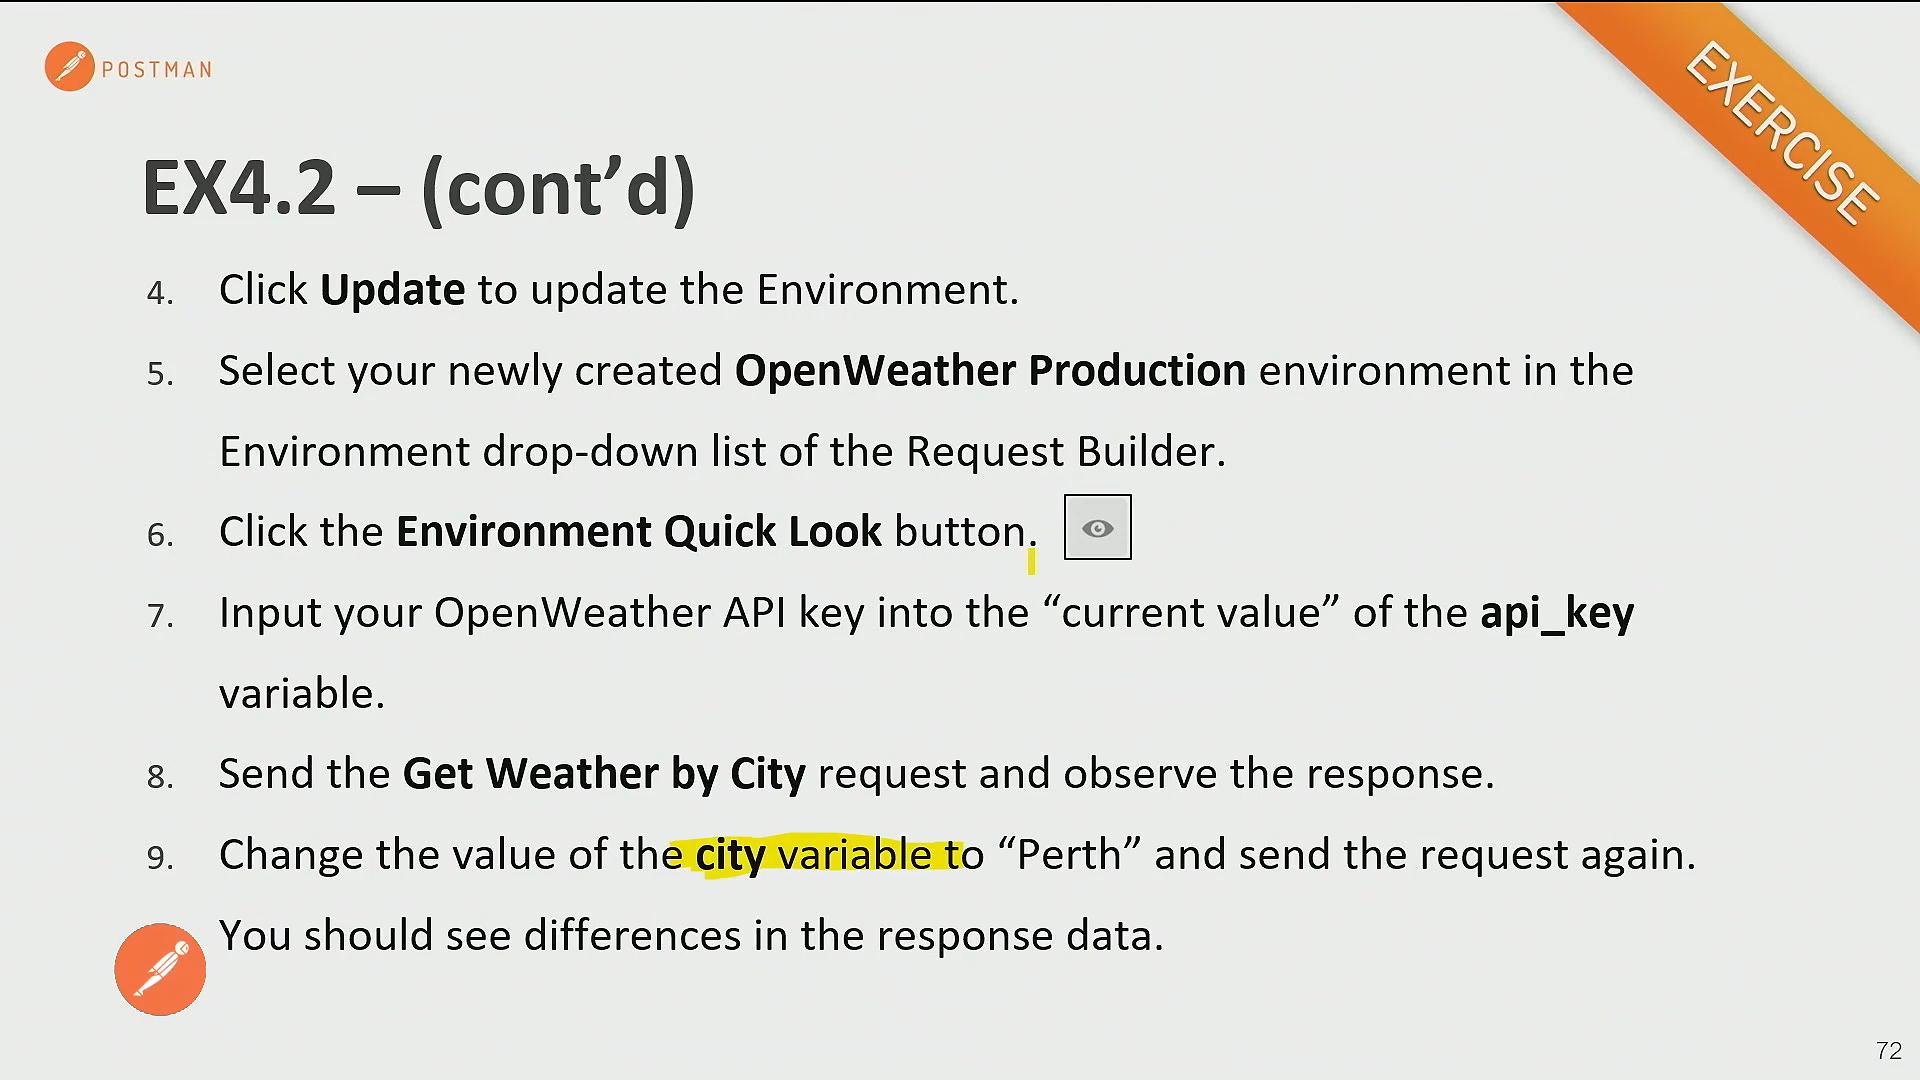 POSTMAN
EXERCISE
EX4.2 – (cont’d)
4. Click Update to update the Environment.
5. Select your newly created OpenWeather Production environment in the
Environment drop-down list of the Request Builder.
6. Click the Environment Quick Look button.
7. Input your OpenWeather API key into the “current value” of the api_key
variable.
8. Send the Get Weather by City request and observe the response.
9. Change the value of the city variable to “Perth” and send the request again.
You should see differences in the response data.
72